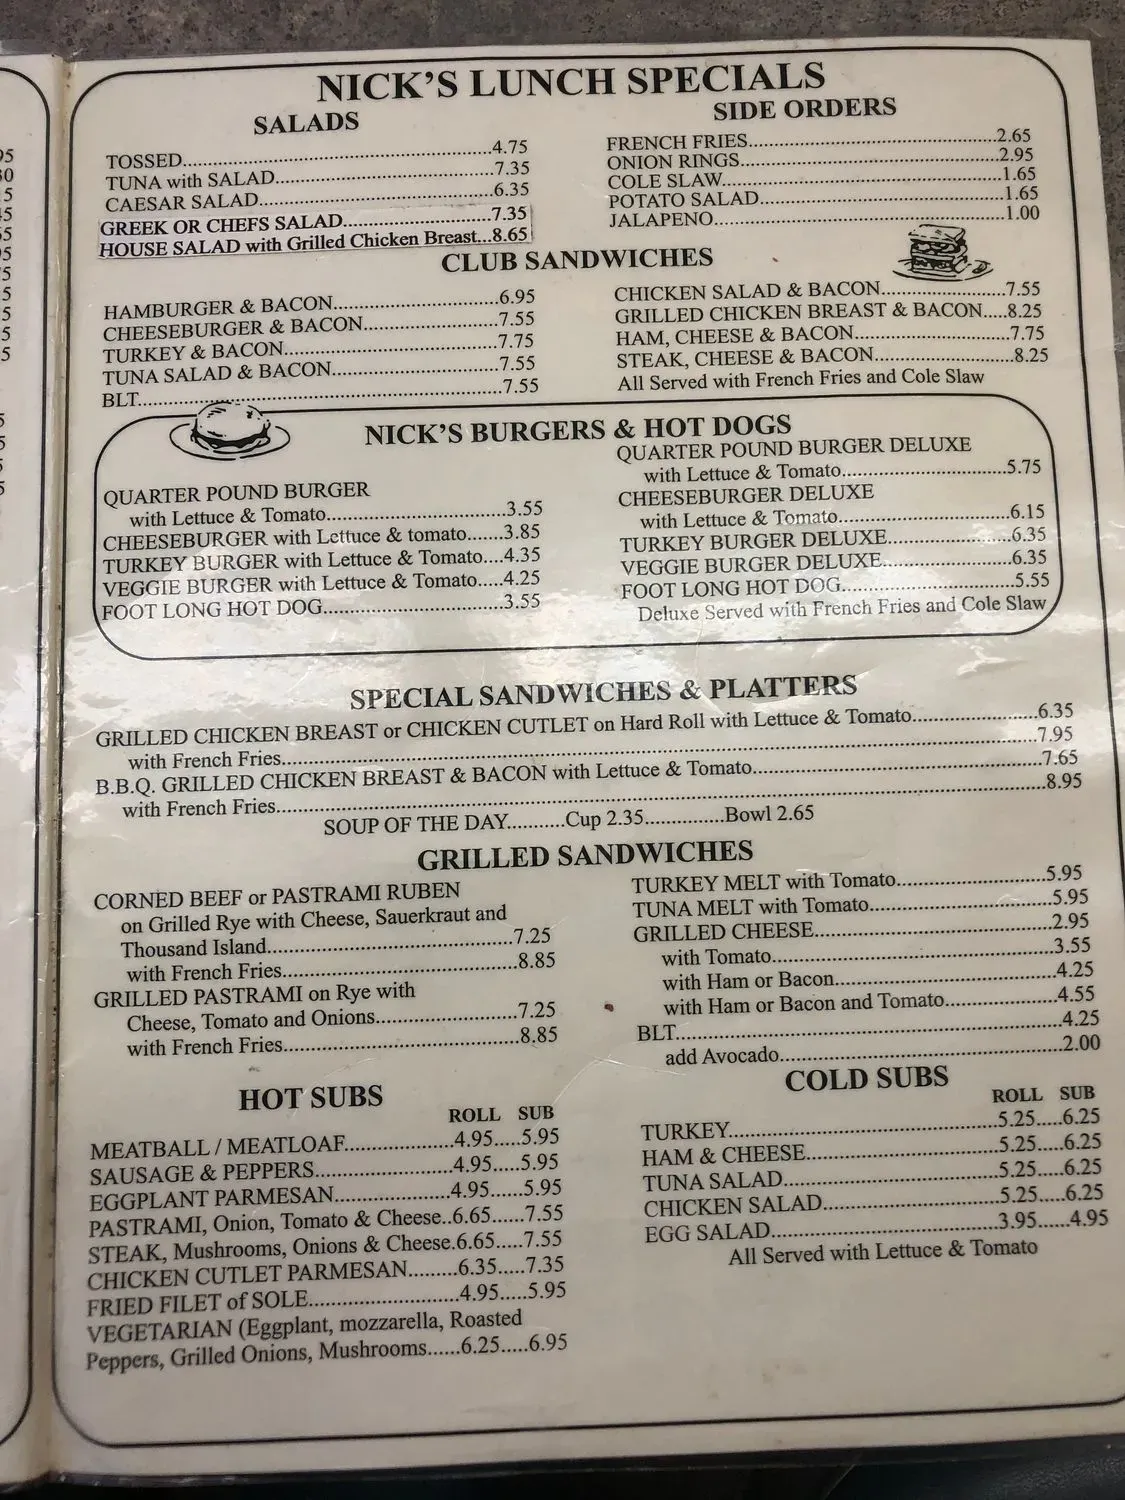 NICK'S LUNCH SPECIALS
SALADS
TOSSED..........4.75
TUNA with SALAD..........7.35
CAESAR SALAD..........6.35
GREEK OR CHEFS SALAD..........7.35
HOUSE SALAD with Grilled Chicken Breast...8.65
SIDE ORDERS
FRENCH FRIES..........2.65
ONION RINGS..........2.95
COLE SLAW..........1.65
POTATO SALAD..........1.65
JALAPENO..........1.00
CLUB SANDWICHES
HAMBURGER & BACON..........6.95
CHEESEBURGER & BACON..........7.55
TURKEY & BACON..........7.75
TUNA SALAD & BACON..........7.55
BLT..........7.55
CHICKEN SALAD & BACON..........7.55
GRILLED CHICKEN BREAST & BACON.....8.25
HAM, CHEESE & BACON..........7.75
STEAK, CHEESE & BACON..........8.25
All Served with French Fries and Cole Slaw
NICK'S BURGERS & HOT DOGS
QUARTER POUND BURGER
with Lettuce & Tomato..........3.55
CHEESEBURGER with Lettuce & tomato.......3.85
TURKEY BURGER with Lettuce & Tomato....4.35
VEGGIE BURGER with Lettuce & Tomato....4.25
FOOT LONG HOT DOG..........3.55
QUARTER POUND BURGER DELUXE
with Lettuce & Tomato..........5.75
CHEESEBURGER DELUXE
with Lettuce & Tomato..........6.15
TURKEY BURGER DELUXE..........6.35
VEGGIE BURGER DELUXE..........6.35
FOOT LONG HOT DOG..........5.55
Deluxe Served with French Fries and Cole Slaw
SPECIAL SANDWICHES & PLATTERS
GRILLED CHICKEN BREAST or CHICKEN CUTLET on Hard Roll with Lettuce & Tomato..........6.35
with French Fries..........7.95
B.B.Q. GRILLED CHICKEN BREAST & BACON with Lettuce & Tomato..........7.65
with French Fries..........8.95
SOUP OF THE DAY..........Cup 2.35..........Bowl 2.65
GRILLED SANDWICHES
CORNED BEEF or PASTRAMI RUBEN
on Grilled Rye with Cheese, Sauerkraut and
Thousand Island..........7.25
with French Fries..........8.85
GRILLED PASTRAMI on Rye with
Cheese, Tomato and Onions..........7.25
with French Fries..........8.85
TURKEY MELT with Tomato..........5.95
TUNA MELT with Tomato..........5.95
GRILLED CHEESE..........2.95
with Tomato..........3.55
with Ham or Bacon..........4.25
with Ham or Bacon and Tomato..........4.55
BLT..........4.25
add Avocado..........2.00
HOT SUBS
ROLL SUB
MEATBALL / MEATLOAF..........4.95.....5.95
SAUSAGE & PEPPERS..........4.95.....5.95
EGGPLANT PARMESAN..........4.95......5.95
PASTRAMI, Onion, Tomato & Cheese..6.65......7.55
STEAK, Mushrooms, Onions & Cheese.6.65.....7.55
CHICKEN CUTLET PARMESAN.........6.35.....7.35
FRIED FILET of SOLE..........4.95.....5.95
VEGETARIAN (Eggplant, mozzarella, Roasted
Peppers, Grilled Onions, Mushrooms......6.25.....6.95
COLD SUBS
ROLL SUB
TURKEY..........5.25.....6.25
HAM & CHEESE..........5.25.....6.25
TUNA SALAD..........5.25.....6.25
CHICKEN SALAD..........5.25.....6.25
EGG SALAD..........3.95......4.95
All Served with Lettuce & Tomato